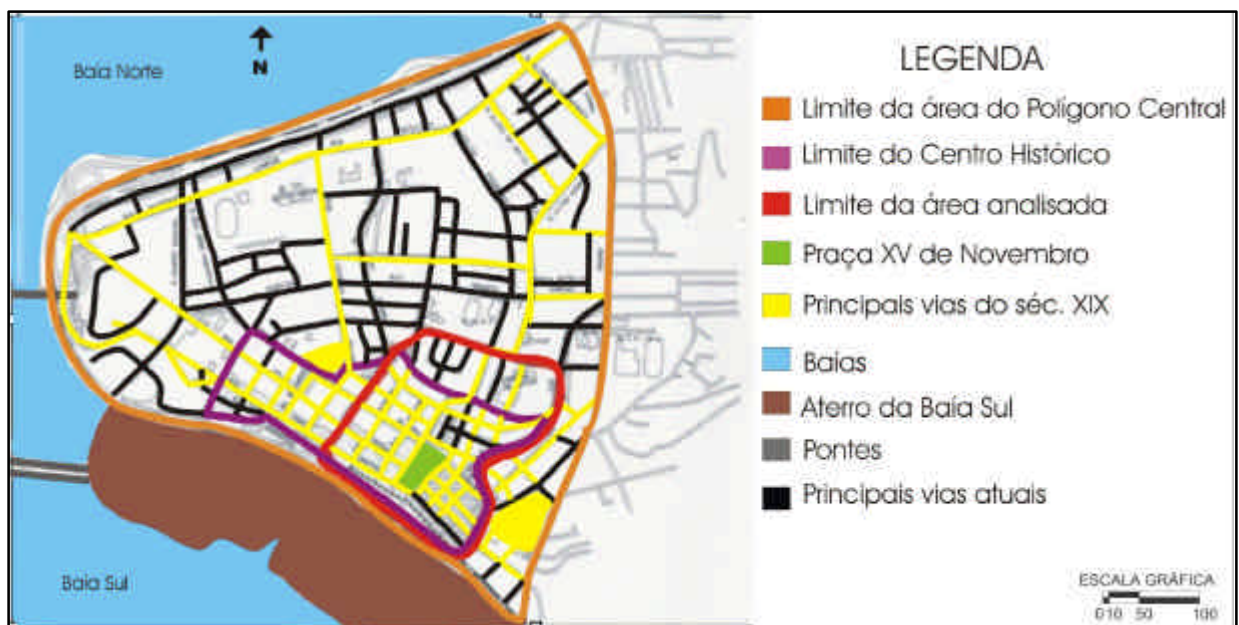 Baía Norte
N
Baía Sul
LEGENDA
Limite da área do Polígono Central
Limite do Centro Histórico
Limite da área analisada
Praça XV de Novembro
Principais vias do séc. XIX
Baías
Aterro da Baía Sul
Pontes
Principais vias atuais
ESCALA GRÁFICA
0 10 50 100